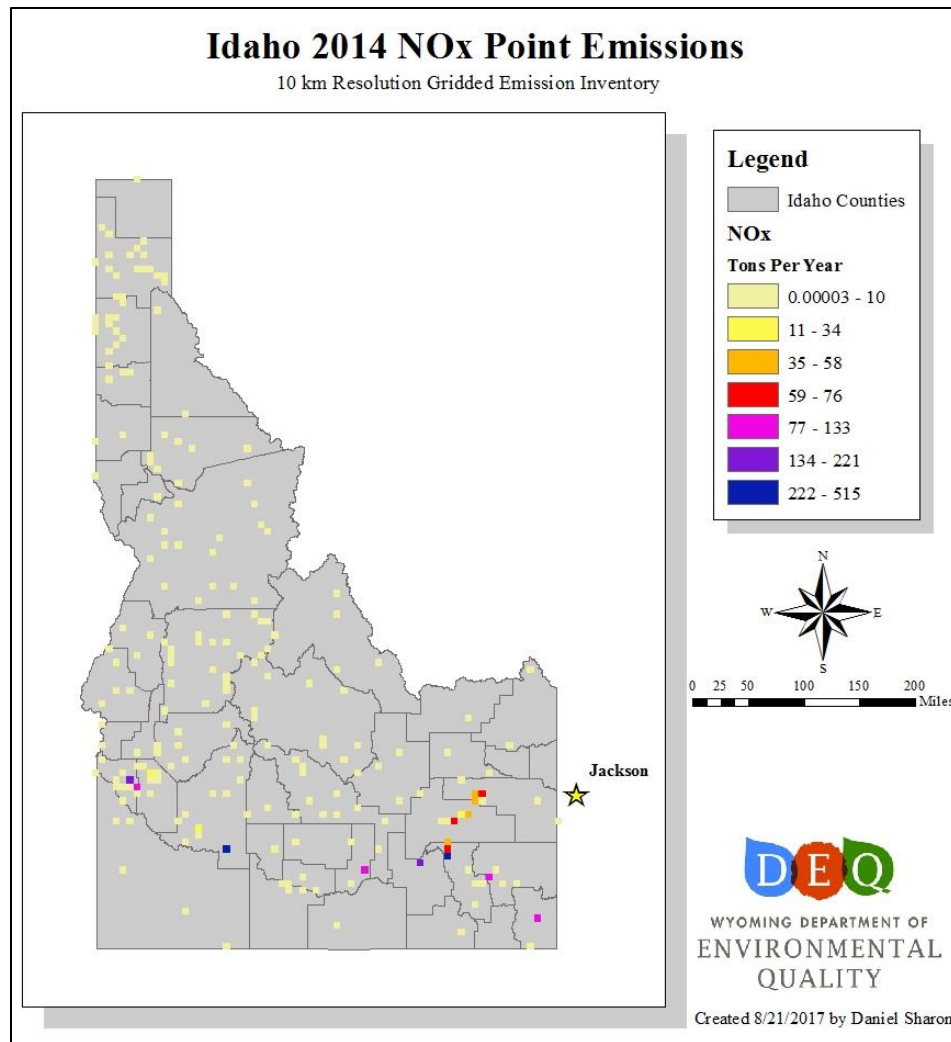 Idaho 2014 NOx Point Emissions
10 km Resolution Gridded Emission Inventory
Legend
Idaho Counties
NOx
Tons Per Year
0.00003 - 10
11 - 34
35 - 58
59 - 76
77 - 133
134 - 221
222 - 515
N
W
E
S
0 25 50 100 150 200
Miles
Jackson
DEQ
WYOMING DEPARTMENT OF
ENVIRONMENTAL
QUALITY
Created 8/21/2017 by Daniel Sharon